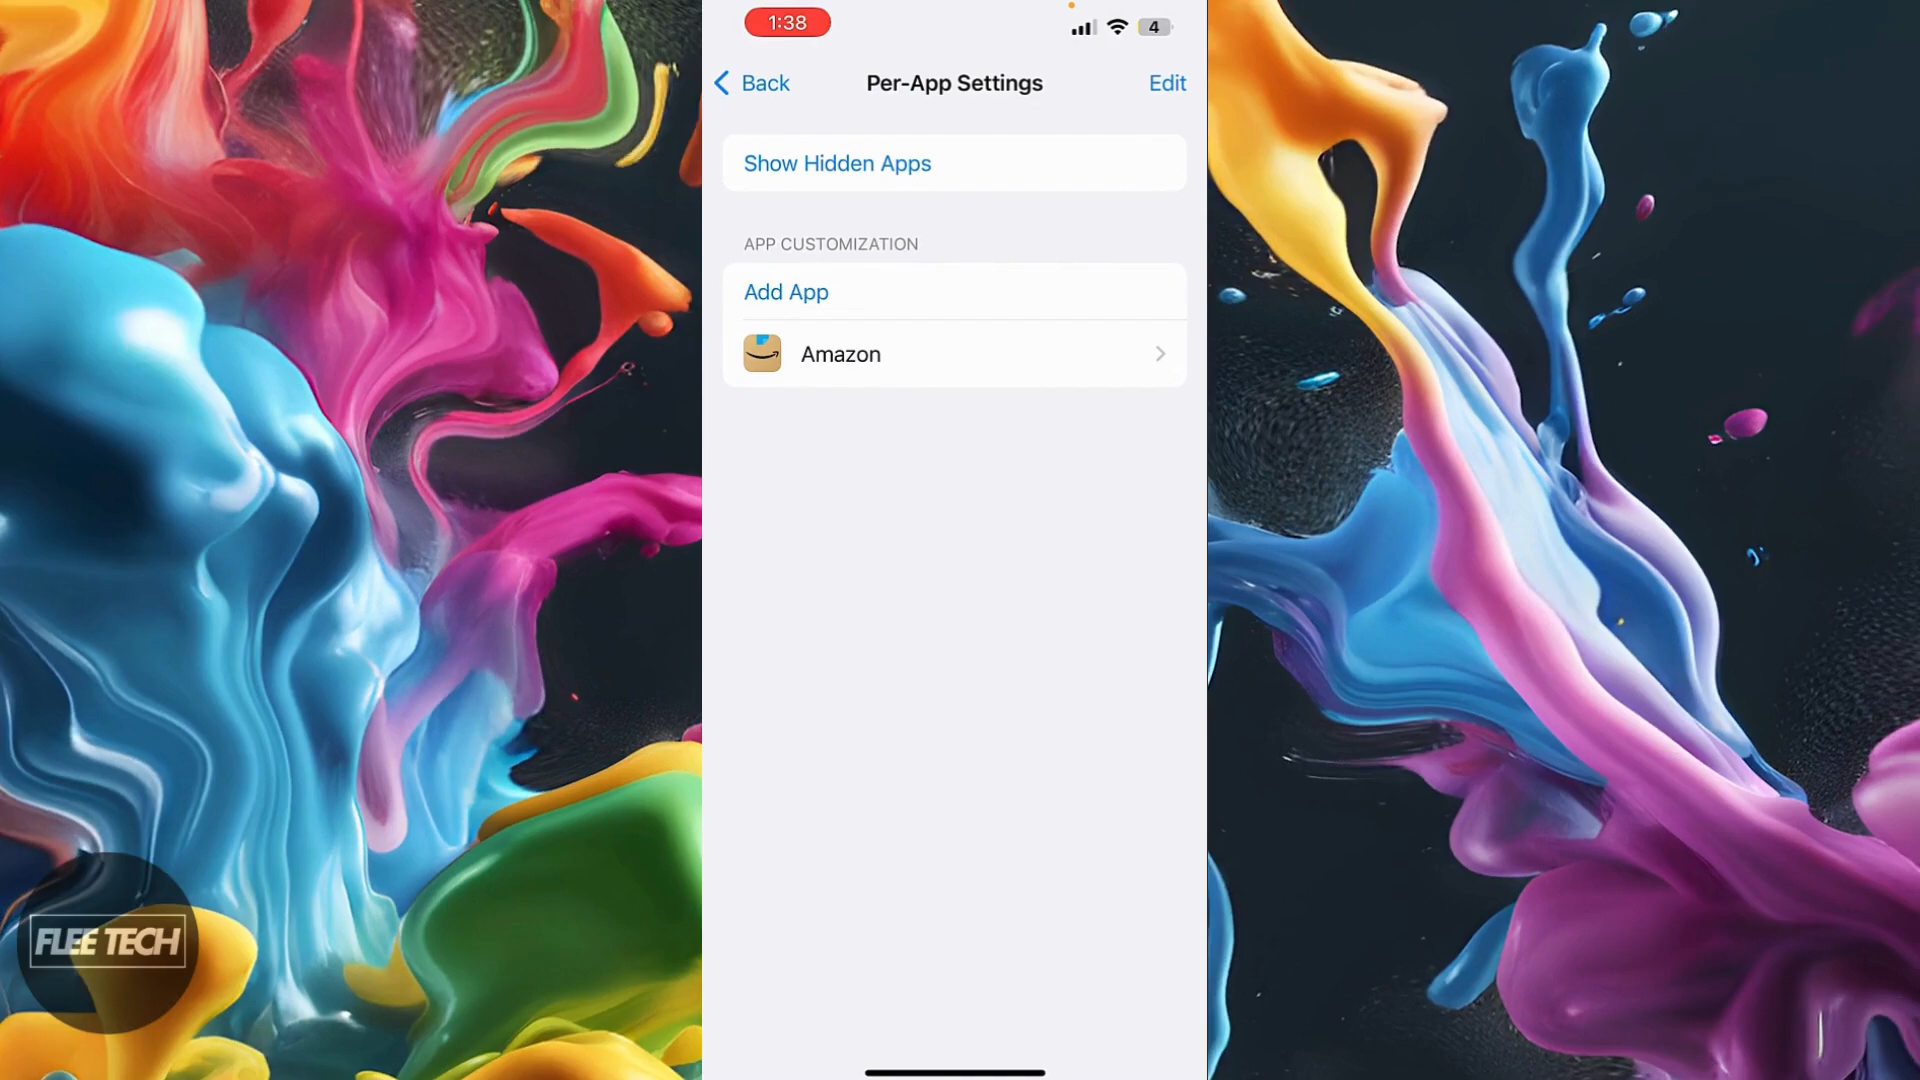 1:38
4
Back
Per-App Settings
Edit
Show Hidden Apps
APP CUSTOMIZATION
Add App
Amazon
FLEE TECH